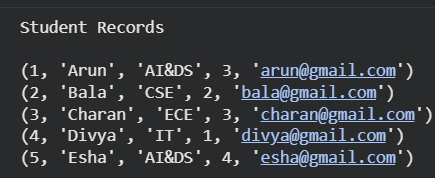 Student Records
(1, 'Arun', 'AI&DS', 3, 'arun@gmail.com')
(2, 'Bala', 'CSE', 2, 'bala@gmail.com')
(3, 'Charan', 'ECE', 3, 'charan@gmail.com')
(4, 'Divya', 'IT', 1, 'divya@gmail.com')
(5, 'Esha', 'AI&DS', 4, 'esha@gmail.com')